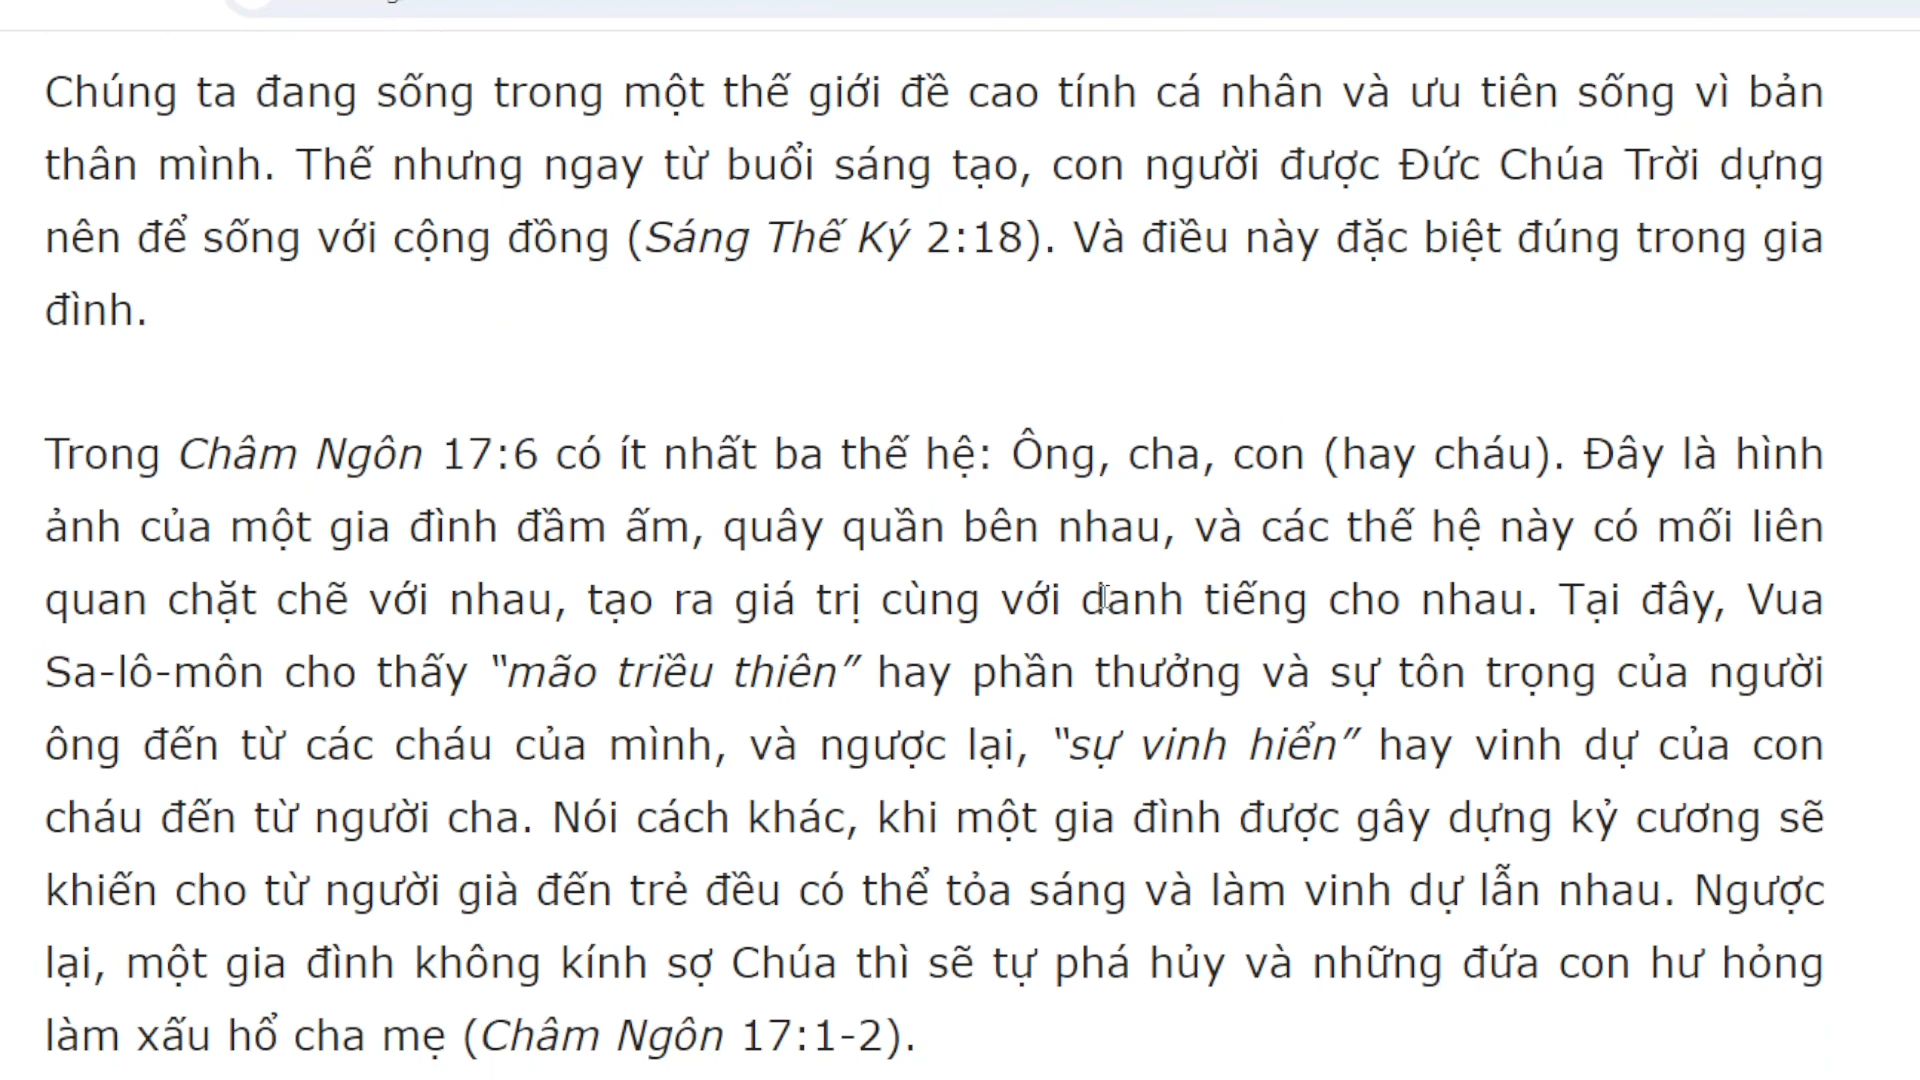 Chúng ta đang sống trong một thế giới đề cao tính cá nhân và ưu tiên sống vì bản
thân mình. Thế nhưng ngay từ buổi sáng tạo, con người được Đức Chúa Trời dựng
nên để sống với cộng đồng (Sáng Thế Ký 2:18). Và điều này đặc biệt đúng trong gia
đình.
Trong Châm Ngôn 17:6 có ít nhất ba thế hệ: Ông, cha, con (hay cháu). Đây là hình
ảnh của một gia đình đầm ấm, quây quần bên nhau, và các thế hệ này có mối liên
quan chặt chẽ với nhau, tạo ra giá trị cùng với danh tiếng cho nhau. Tại đây, Vua
Sa-lô-môn cho thấy “mão triều thiên” hay phần thưởng và sự tôn trọng của người
ông đến từ các cháu của mình, và ngược lại, “sự vinh hiển” hay vinh dự của con
cháu đến từ người cha. Nói cách khác, khi một gia đình được gây dựng kỷ cương sẽ
khiến cho từ người già đến trẻ đều có thể tỏa sáng và làm vinh dự lẫn nhau. Ngược
lại, một gia đình không kính sợ Chúa thì sẽ tự phá hủy và những đứa con hư hỏng
làm xấu hổ cha mẹ (Châm Ngôn 17:1-2).